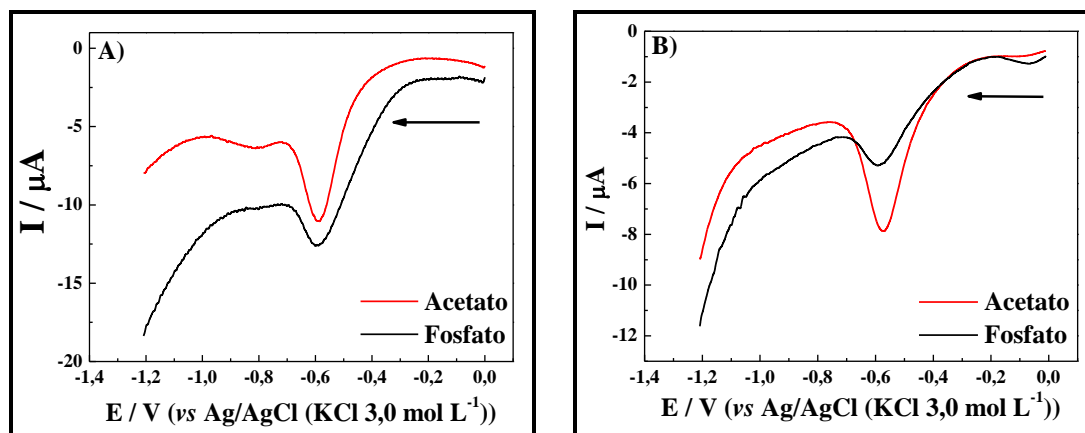 A)
0
-5
-10
-15
-20
I / µA
Acetato
Fosfato
-1,4 -1,2 -1,0 -0,8 -0,6 -0,4 -0,2 0,0
E / V (vs Ag/AgCl (KCl 3,0 mol L⁻¹))
B)
0
-2
-4
-6
-8
-10
-12
I / µA
Acetato
Fosfato
-1,4 -1,2 -1,0 -0,8 -0,6 -0,4 -0,2 0,0
E / V (vs Ag/AgCl (KCl 3,0 mol L⁻¹))